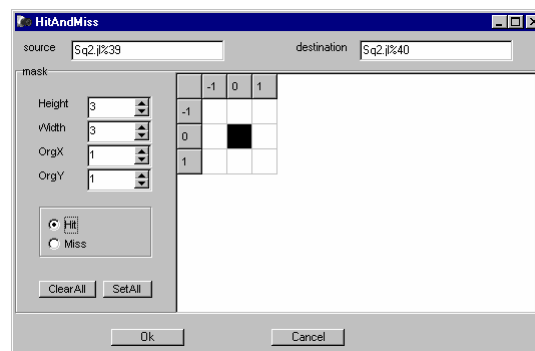 HitAndMiss
source Sq2.jl%39 destination Sq2.jl%40
mask
-1 0 1
Height 3
-1
Width 3
0
OrgX 1
1
OrgY 1
Hit
Miss
ClearAll SetAll
Ok Cancel